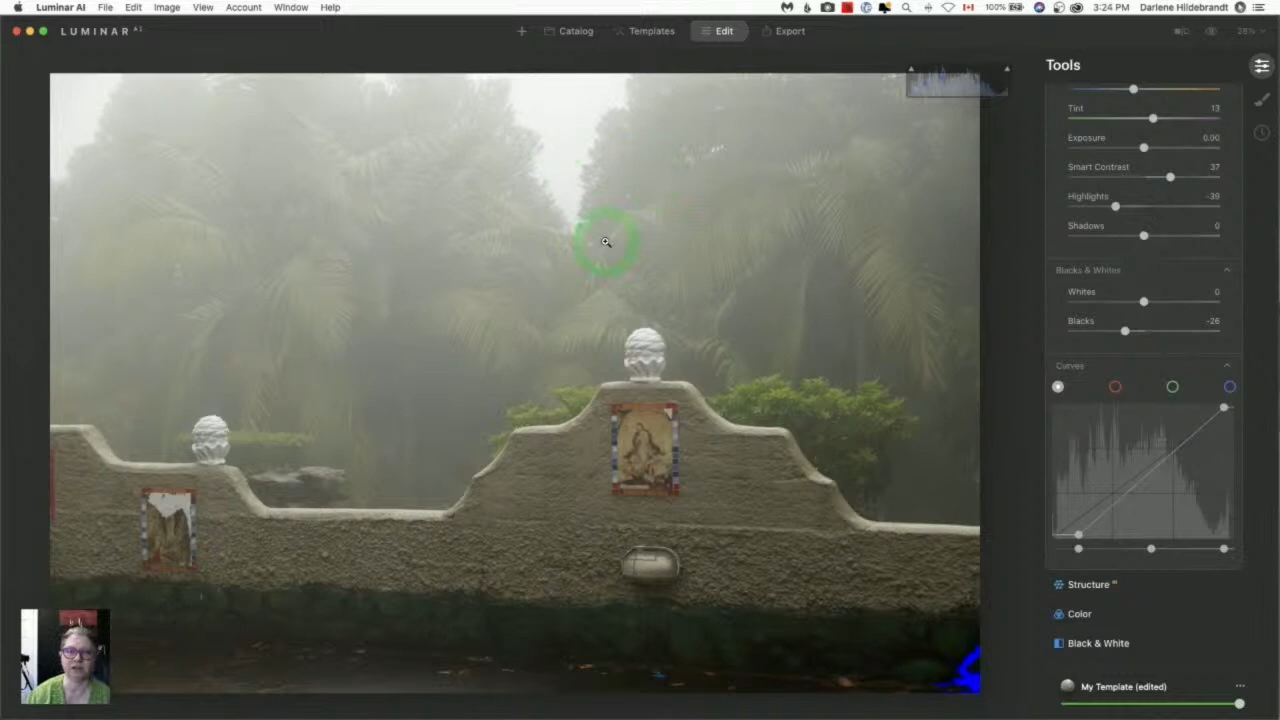 Luminar AI File Edit Image View Account Window Help 100% 3:24 PM Darlene Hildebrandt
LUMINAR AI Catalog Templates Edit Export 28%
Tools
Tint 13
Exposure 0.00
Smart Contrast 37
Highlights -39
Shadows 0
Blacks & Whites
Whites 0
Blacks -26
Curves
Structure AI
Color
Black & White
My Template (edited)